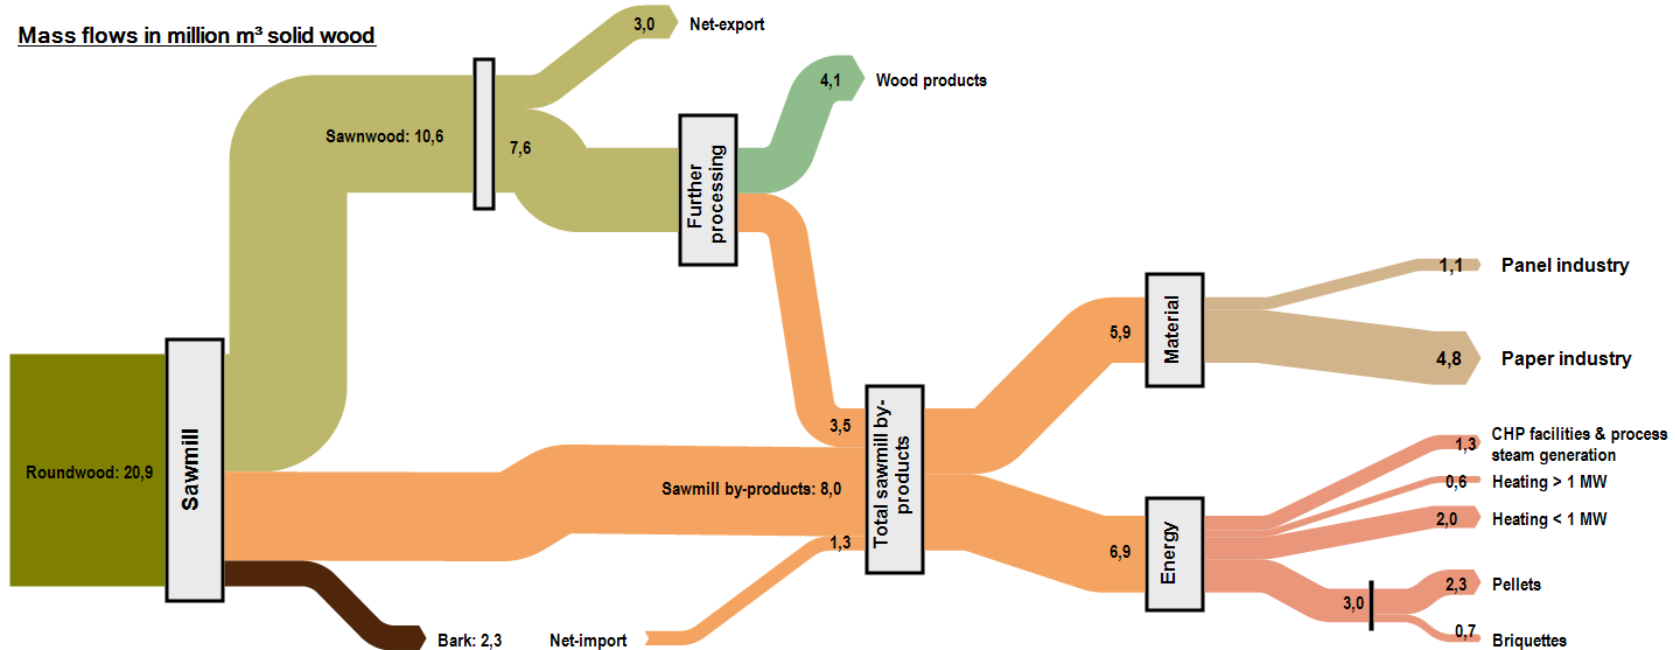 Mass flows in million m³ solid wood
3,0
Net-export
4,1
Wood products
Sawnwood: 10,6
7,6
Further
processing
Roundwood: 20,9
Sawmill
3,5
Sawmill by-products: 8,0
1,3
Bark: 2,3
Net-import
Total sawmill by-
products
5,9
Material
1,1
Panel industry
4,8
Paper industry
6,9
Energy
1,3
CHP facilities & process
steam generation
0,6
Heating > 1 MW
2,0
Heating < 1 MW
3,0
2,3
Pellets
0,7
Briquettes